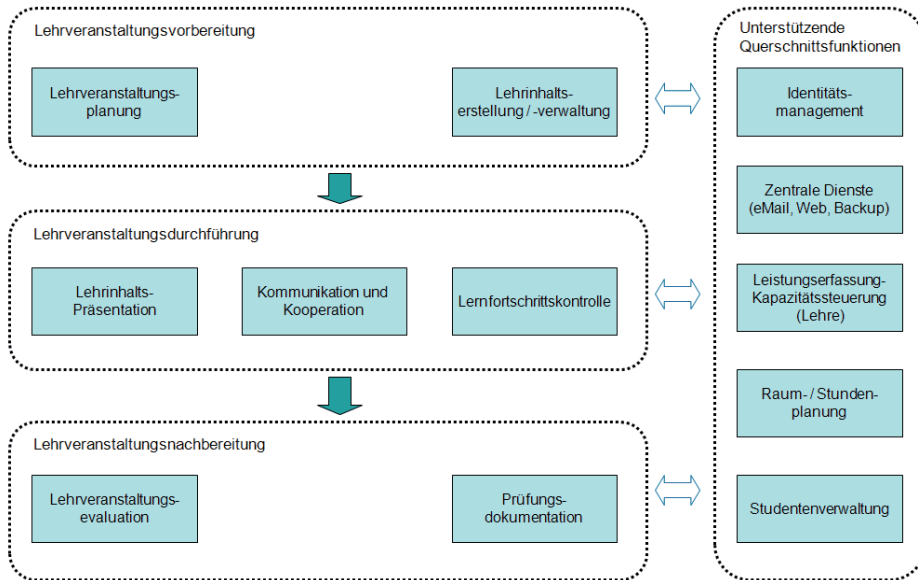 Lehrveranstaltungsvorbereitung
Lehrveranstaltungs-
planung
Lehrinhalts-
erstellung / -verwaltung
Lehrveranstaltungsdurchführung
Lehrinhalts-
Präsentation
Kommunikation und
Kooperation
Lernfortschrittskontrolle
Lehrveranstaltungsnachbereitung
Lehrveranstaltungs-
evaluation
Prüfungs-
dokumentation
Unterstützende
Querschnittsfunktionen
Identitäts-
management
Zentrale Dienste
(eMail, Web, Backup)
Leistungserfassung-
Kapazitätssteuerung
(Lehre)
Raum- / Stunden-
planung
Studentenverwaltung